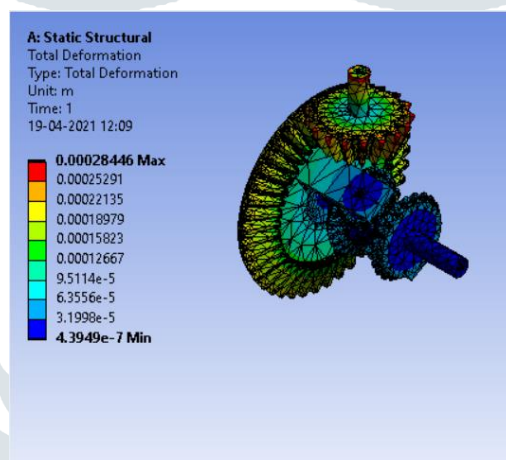 A: Static Structural
Total Deformation
Type: Total Deformation
Unit: m
Time: 1
19-04-2021 12:09
0.00028446 Max
0.00025291
0.00022135
0.00018979
0.00015823
0.00012667
9.5114e-5
6.3556e-5
3.1998e-5
4.3949e-7 Min